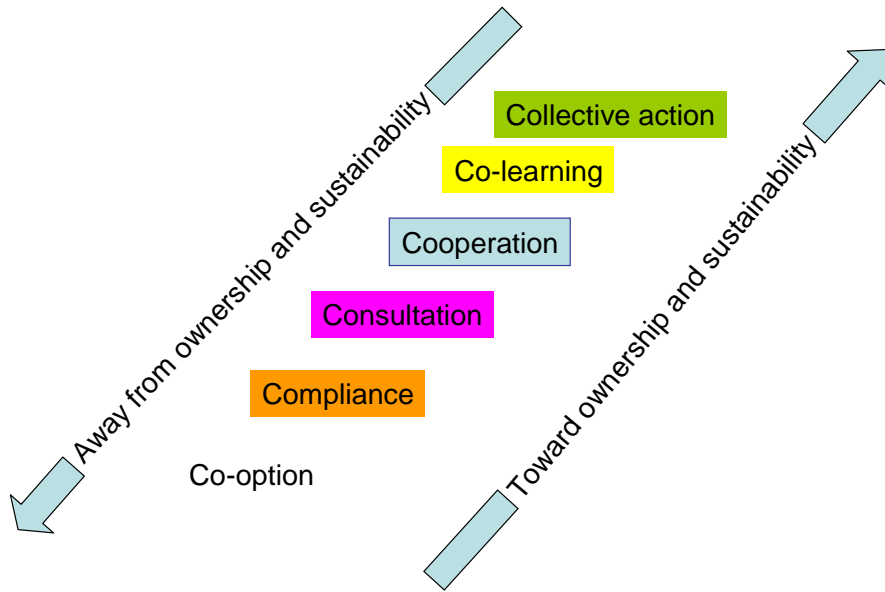 Collective action
Co-learning
Cooperation
Consultation
Compliance
Co-option
Away from ownership and sustainability
Toward ownership and sustainability